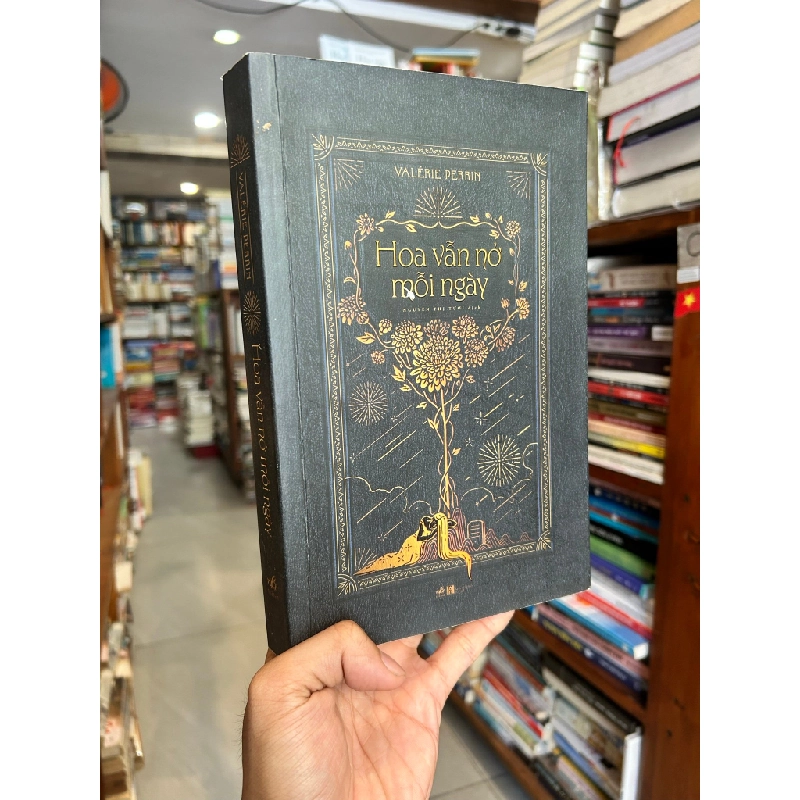 VALÉRIE PERRIN
Hoa vẫn nở
mỗi ngày
VALÉRIE PERRIN
Hoa vẫn nở mỗi ngày